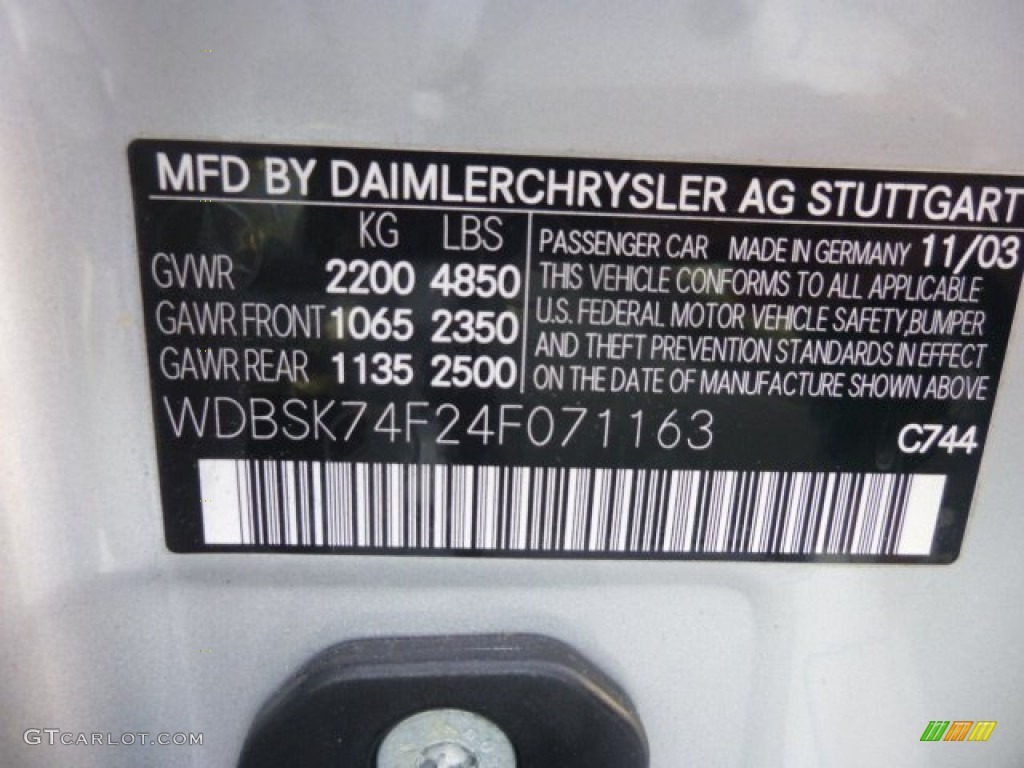 MFD BY DAIMLERCHRYSLER AG STUTTGART
KG LBS
GVWR 2200 4850
GAWR FRONT 1065 2350
GAWR REAR 1135 2500
PASSENGER CAR MADE IN GERMANY 11/03
THIS VEHICLE CONFORMS TO ALL APPLICABLE
U.S. FEDERAL MOTOR VEHICLE SAFETY,BUMPER
AND THEFT PREVENTION STANDARDS IN EFFECT
ON THE DATE OF MANUFACTURE SHOWN ABOVE
WDBSK74F24F071163
C744
GTCARLOT.COM